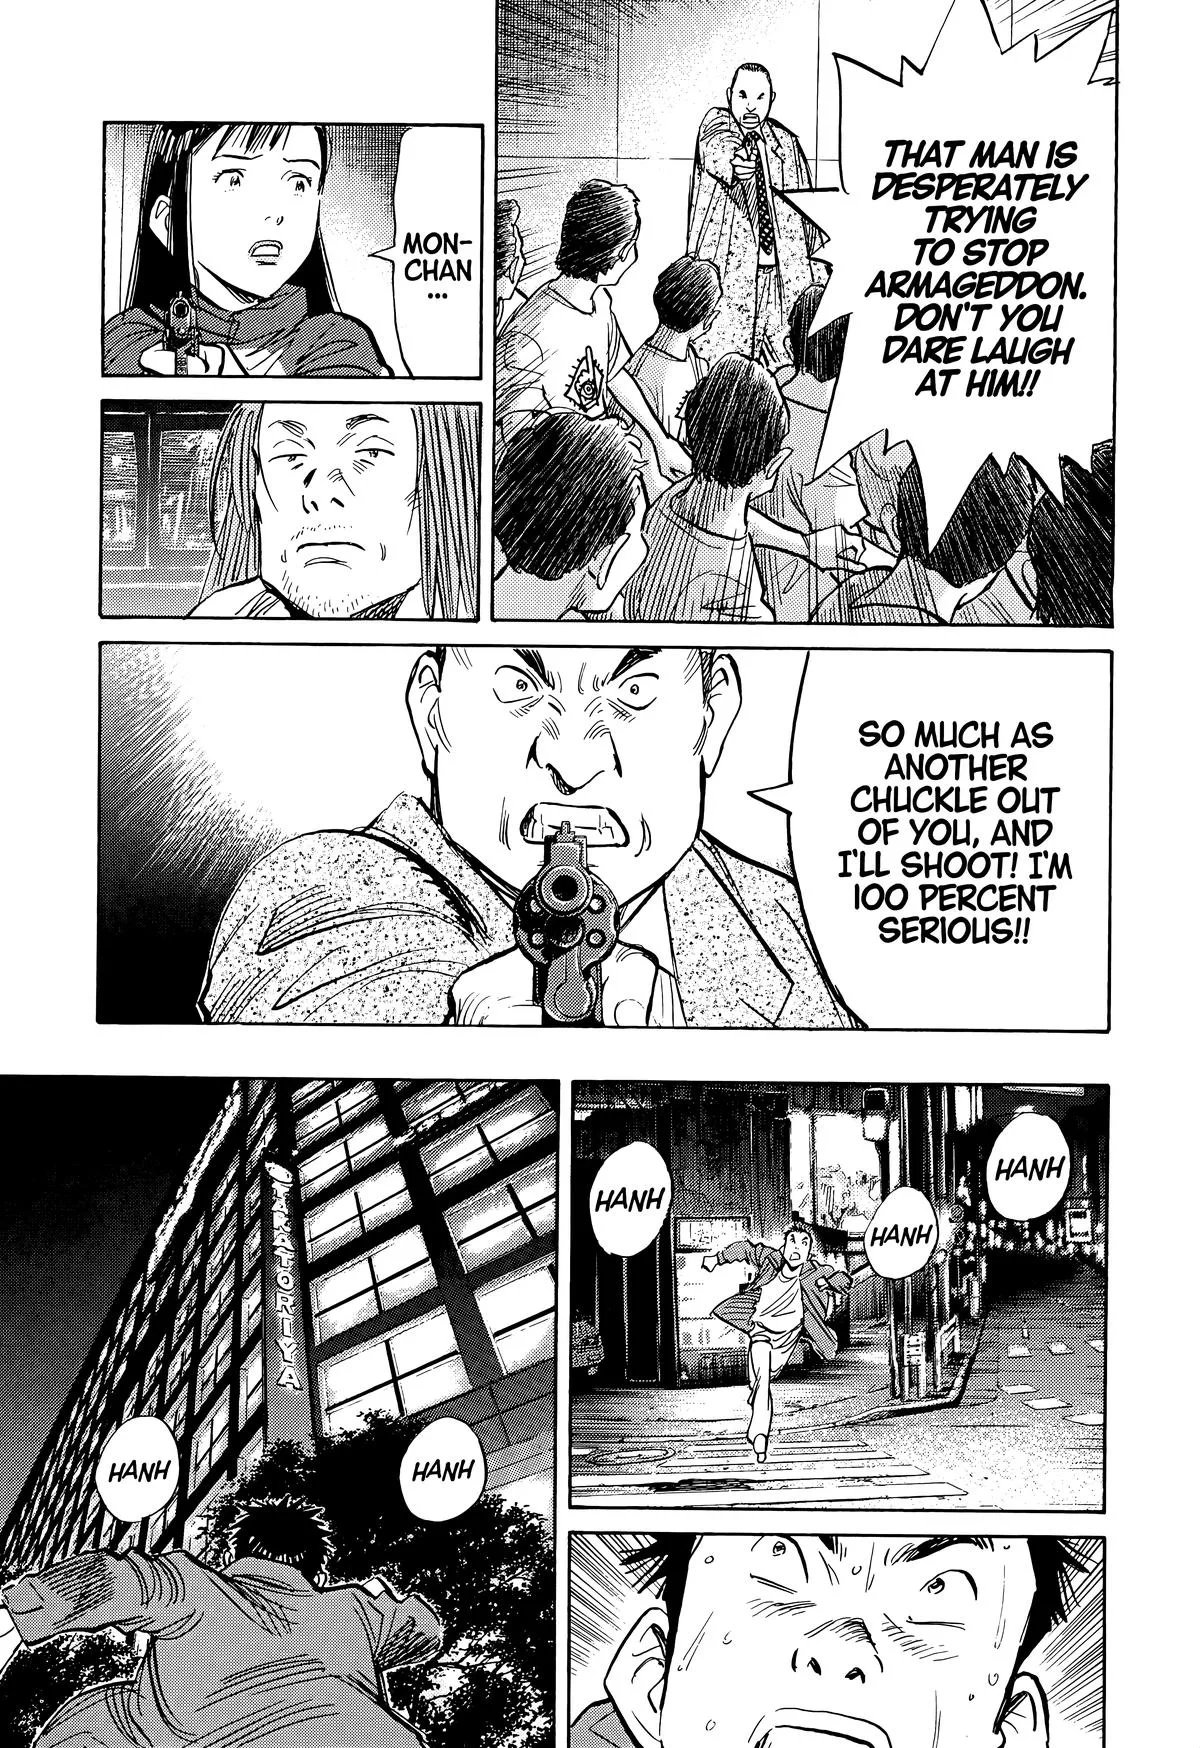 THAT MAN IS
DESPERATELY
TRYING
TO STOP
ARMAGEDDON.
DON'T YOU
DARE LAUGH
AT HIM!!
MON-
CHAN
...
SO MUCH AS
ANOTHER
CHUCKLE OUT
OF YOU, AND
I'LL SHOOT! I'M
100 PERCENT
SERIOUS!!
HANH
HANH
HANH
SAKATORIYA
HANH
HANH